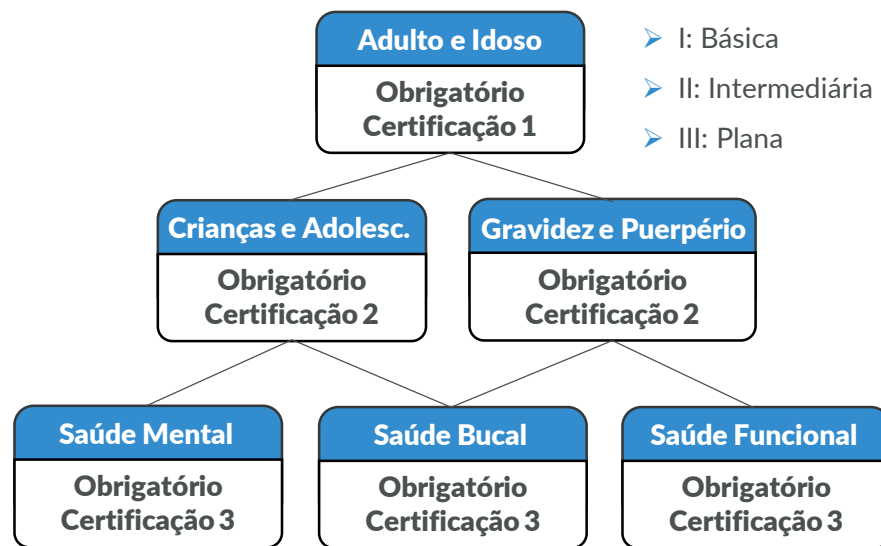 Adulto e Idoso
Obrigatório
Certificação 1
➢ I: Básica
➢ II: Intermediária
➢ III: Plana
Crianças e Adolesc.
Obrigatório
Certificação 2
Gravidez e Puerpério
Obrigatório
Certificação 2
Saúde Mental
Obrigatório
Certificação 3
Saúde Bucal
Obrigatório
Certificação 3
Saúde Funcional
Obrigatório
Certificação 3